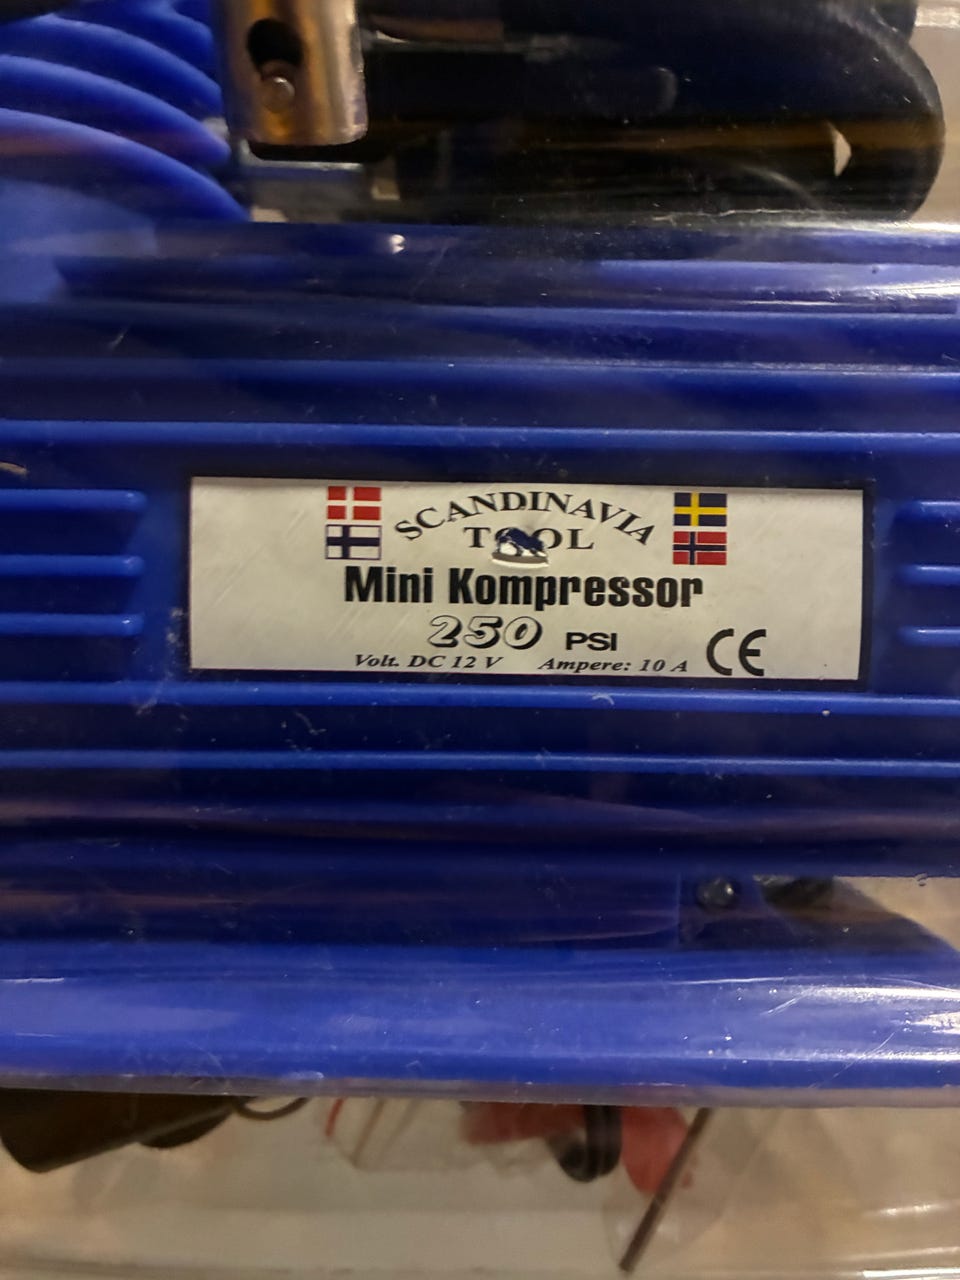 SCANDINAVIA
TOOL
Mini Kompressor
250 PSI
Volt. DC 12 V Ampere: 10 A CE